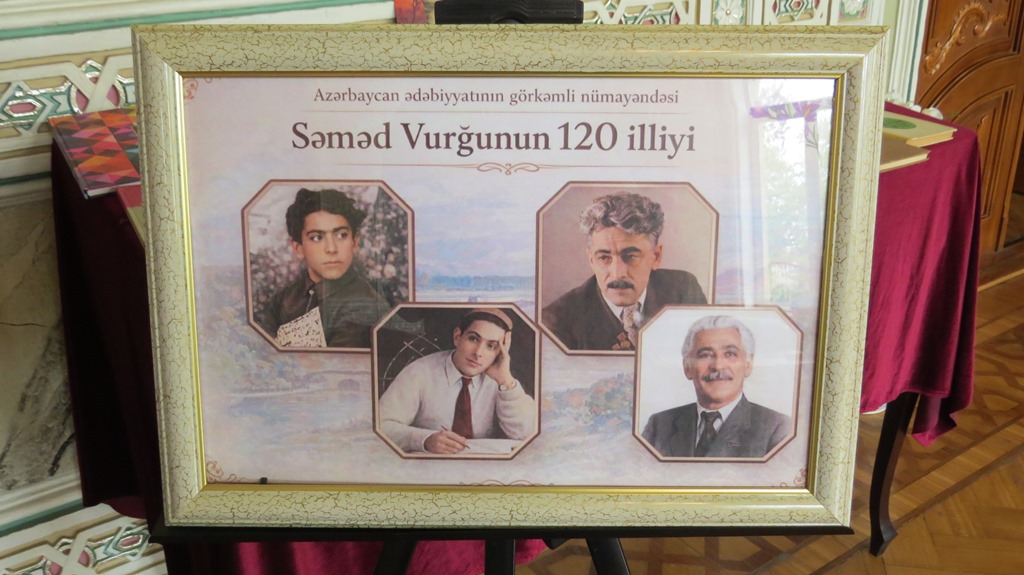 Azərbaycan ədəbiyyatının görkəmli nümayəndəsi
Səməd Vurğunun 120 illiyi